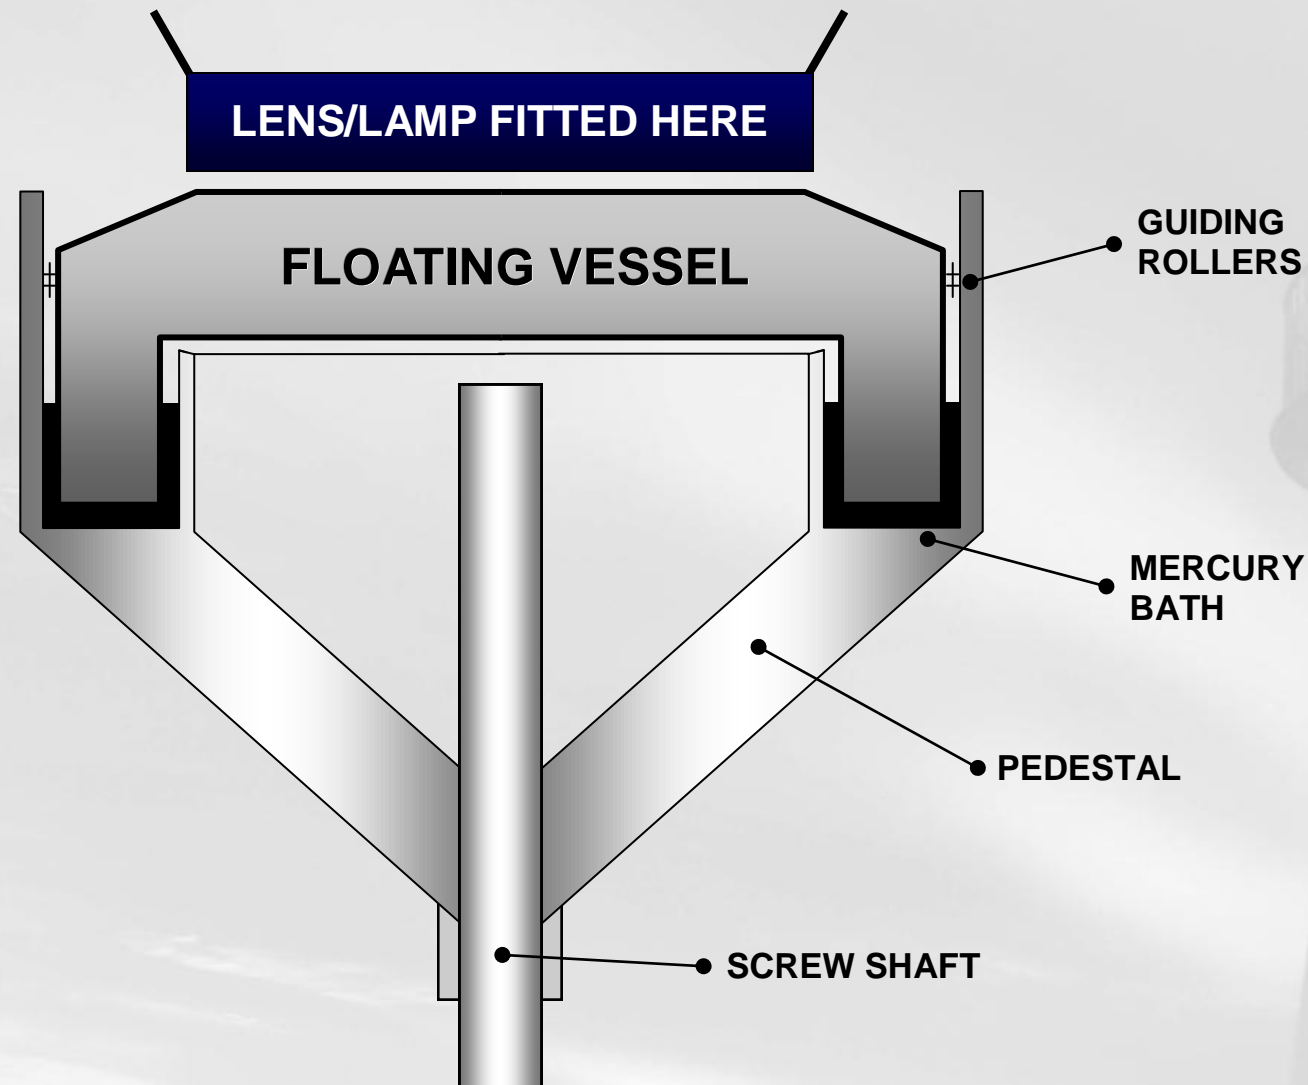 LENS/LAMP FITTED HERE
FLOATING VESSEL
GUIDING
ROLLERS
MERCURY
BATH
PEDESTAL
SCREW SHAFT